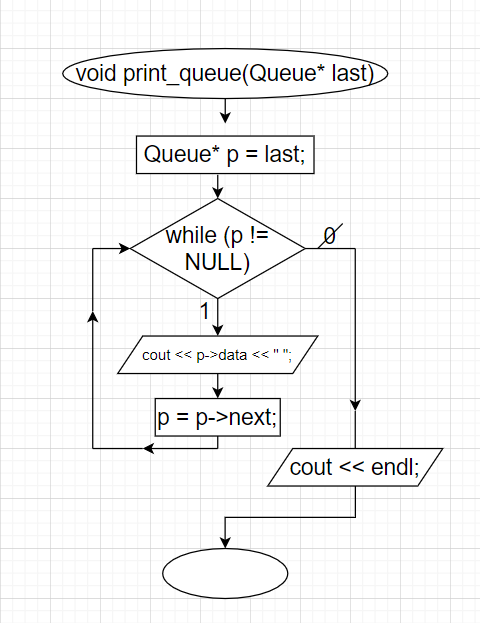 void print_queue(Queue* last)
Queue* p = last;
while (p !=
NULL)
0
1
cout << p->data << " ";
p = p->next;
cout << endl;